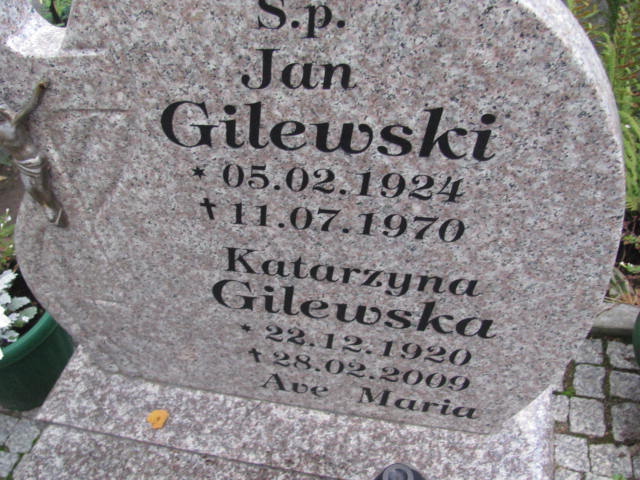 Ś.p.
Jan
Gilewski
* 05.02.1924
† 11.07.1970
Katarzyna
Gilewska
* 22.12.1920
† 28.02.2009
Ave Maria